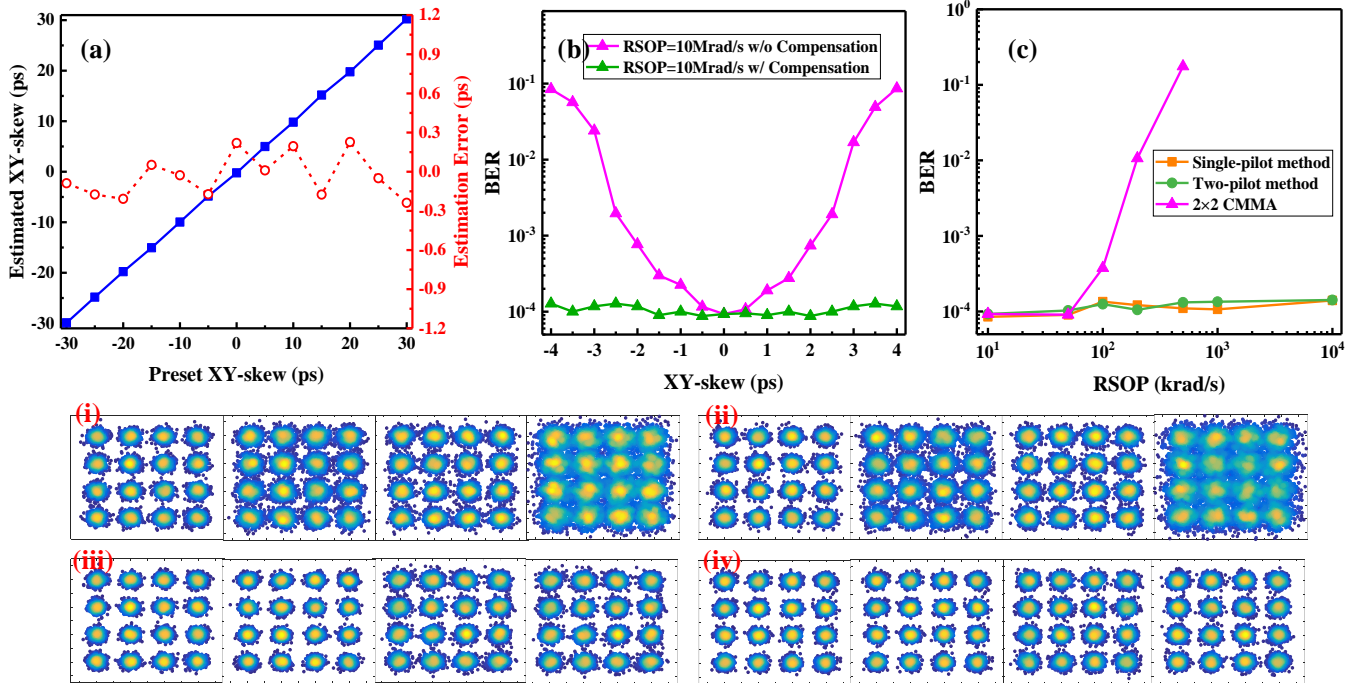 (a)
Estimated XY-skew (ps)
30
20
10
0
-10
-20
-30
-30 -20 -10 0 10 20 30
Preset XY-skew (ps)
1.2
0.9
0.6
0.3
0.0
-0.3
-0.6
-0.9
-1.2
Estimation Error (ps)
(b)
RSOP=10Mrad/s w/o Compensation
RSOP=10Mrad/s w/ Compensation
BER
10^-1
10^-2
10^-3
10^-4
-4 -3 -2 -1 0 1 2 3 4
XY-skew (ps)
(c)
BER
10^0
10^-1
10^-2
10^-3
10^-4
Single-pilot method
Two-pilot method
2×2 CMMA
10^1 10^2 10^3 10^4
RSOP (krad/s)
(i)
(ii)
(iii)
(iv)